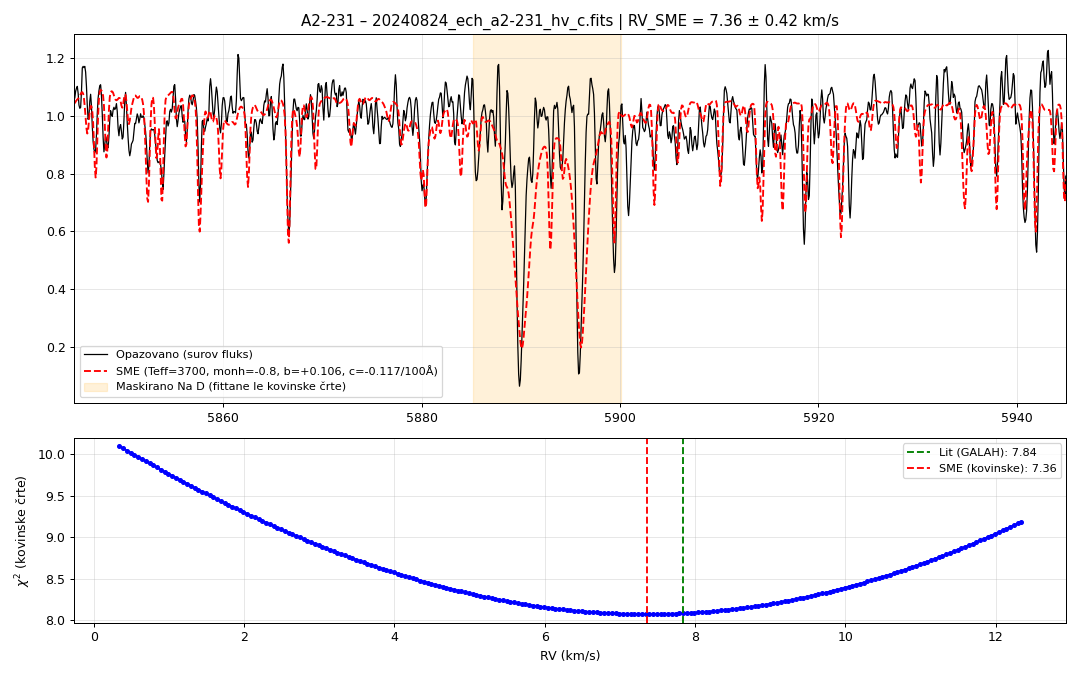 A2-231 – 20240824_ech_a2-231_hv_c.fits | RV_SME = 7.36 ± 0.42 km/s
1.2
1.0
0.8
0.6
0.4
0.2
Opazovano (surov fluks)
SME (Teff=3700, monh=-0.8, b=+0.106, c=-0.117/100Å)
Maskirano Na D (fittane le kovinske črte)
5860 5880 5900 5920 5940
χ² (kovinske črte)
10.0
9.5
9.0
8.5
8.0
Lit (GALAH): 7.84
SME (kovinske): 7.36
0 2 4 6 8 10 12
RV (km/s)